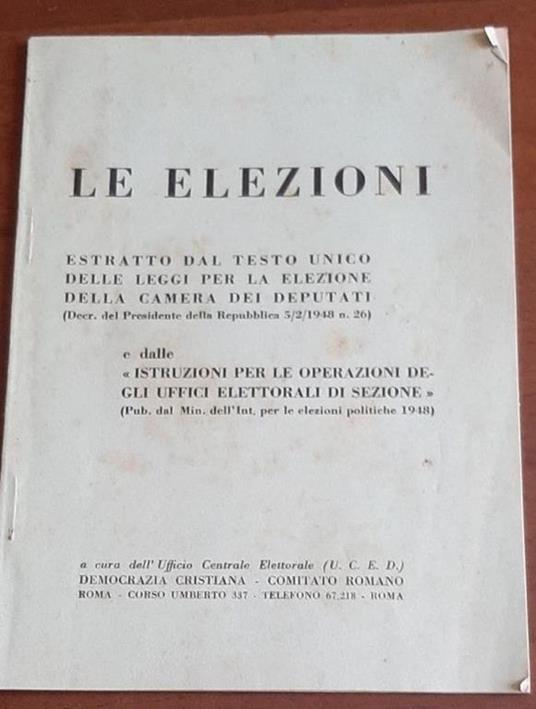 LE ELEZIONI
ESTRATTO DAL TESTO UNICO
DELLE LEGGI PER LA ELEZIONE
DELLA CAMERA DEI DEPUTATI
(Decr. del Presidente della Repubblica 5/2/1948 n. 26)
e dalle
« ISTRUZIONI PER LE OPERAZIONI DE-
GLI UFFICI ELETTORALI DI SEZIONE »
(Pub. dal Min. dell'Int. per le elezioni politiche 1948)
a cura dell'Ufficio Centrale Elettorale (U. C. E. D.)
DEMOCRAZIA CRISTIANA - COMITATO ROMANO
ROMA - CORSO UMBERTO 337 - TELEFONO 67.218 - ROMA